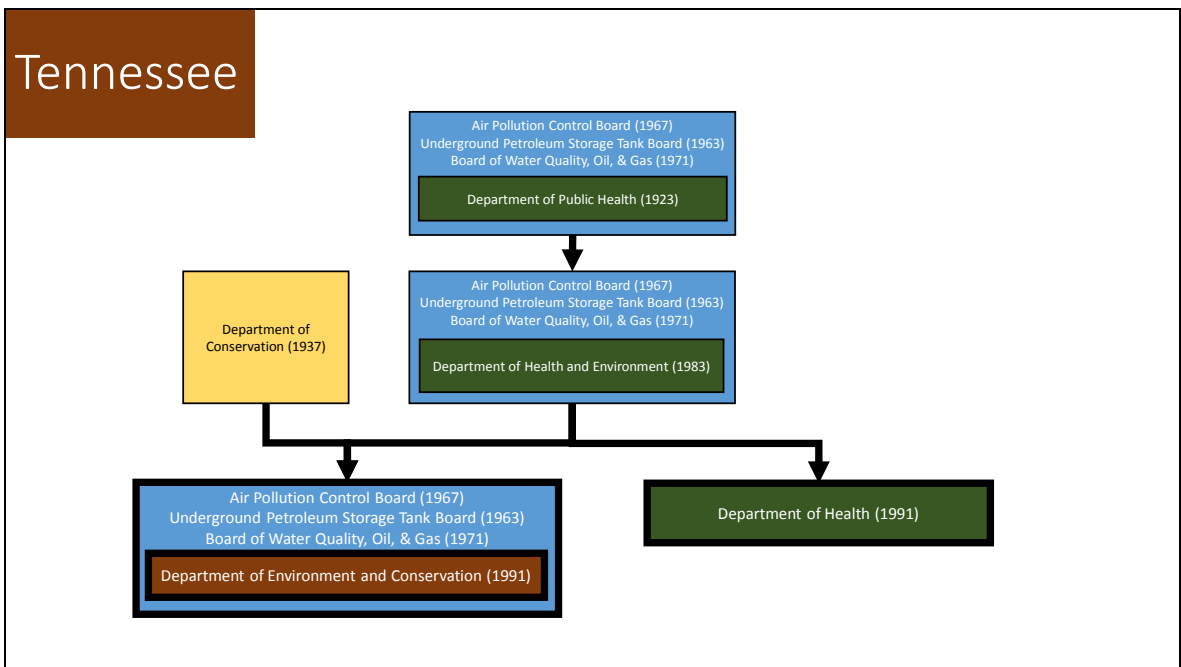 Tennessee
Air Pollution Control Board (1967)
Underground Petroleum Storage Tank Board (1963)
Board of Water Quality, Oil, & Gas (1971)
Department of Public Health (1923)
Department of
Conservation (1937)
Air Pollution Control Board (1967)
Underground Petroleum Storage Tank Board (1963)
Board of Water Quality, Oil, & Gas (1971)
Department of Health and Environment (1983)
Air Pollution Control Board (1967)
Underground Petroleum Storage Tank Board (1963)
Board of Water Quality, Oil, & Gas (1971)
Department of Environment and Conservation (1991)
Department of Health (1991)